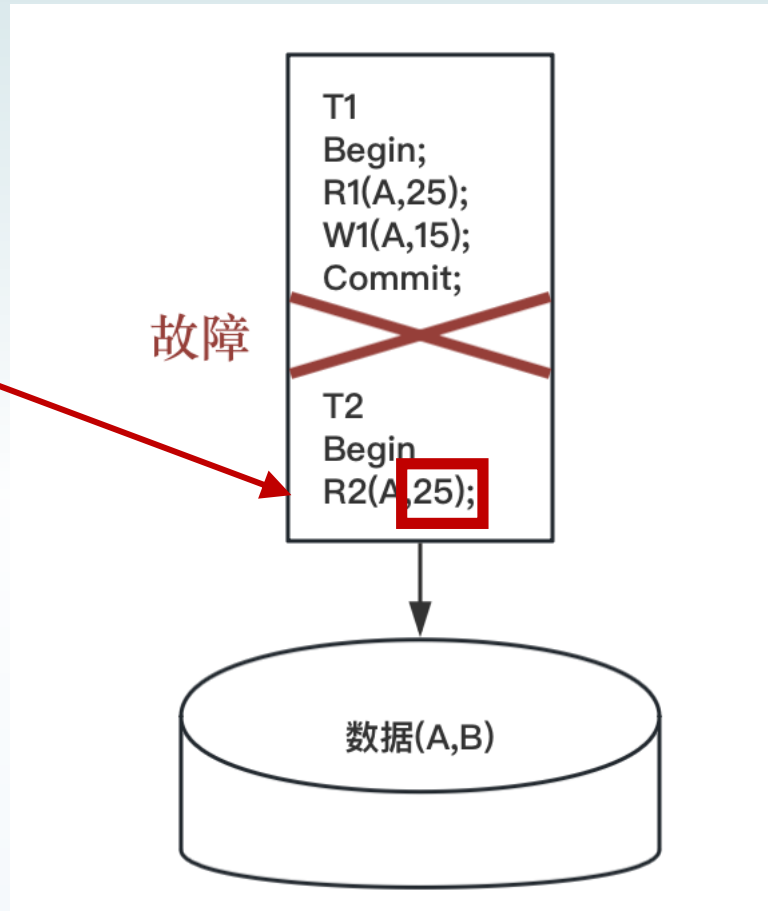 T1
Begin;
R1(A,25);
W1(A,15);
Commit;
故障
T2
Begin
R2(A,25);
数据(A,B)